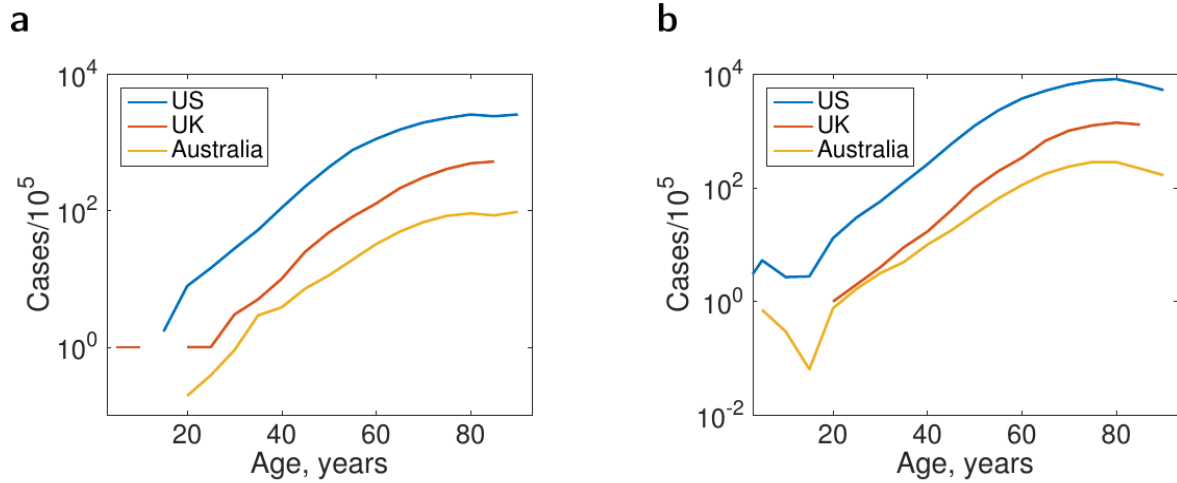 a
10^4
10^2
10^0
Cases/10^5
US
UK
Australia
20 40 60 80
Age, years
b
10^4
10^2
10^0
10^-2
Cases/10^5
US
UK
Australia
20 40 60 80
Age, years